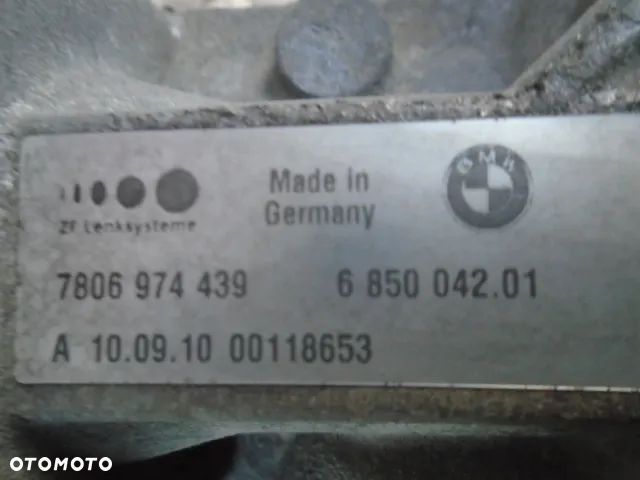 Made in
Germany
BMW
ZF Lenksysteme
7806 974 439 6 850 042.01
A 10.09.10 00118653
OTOMOTO